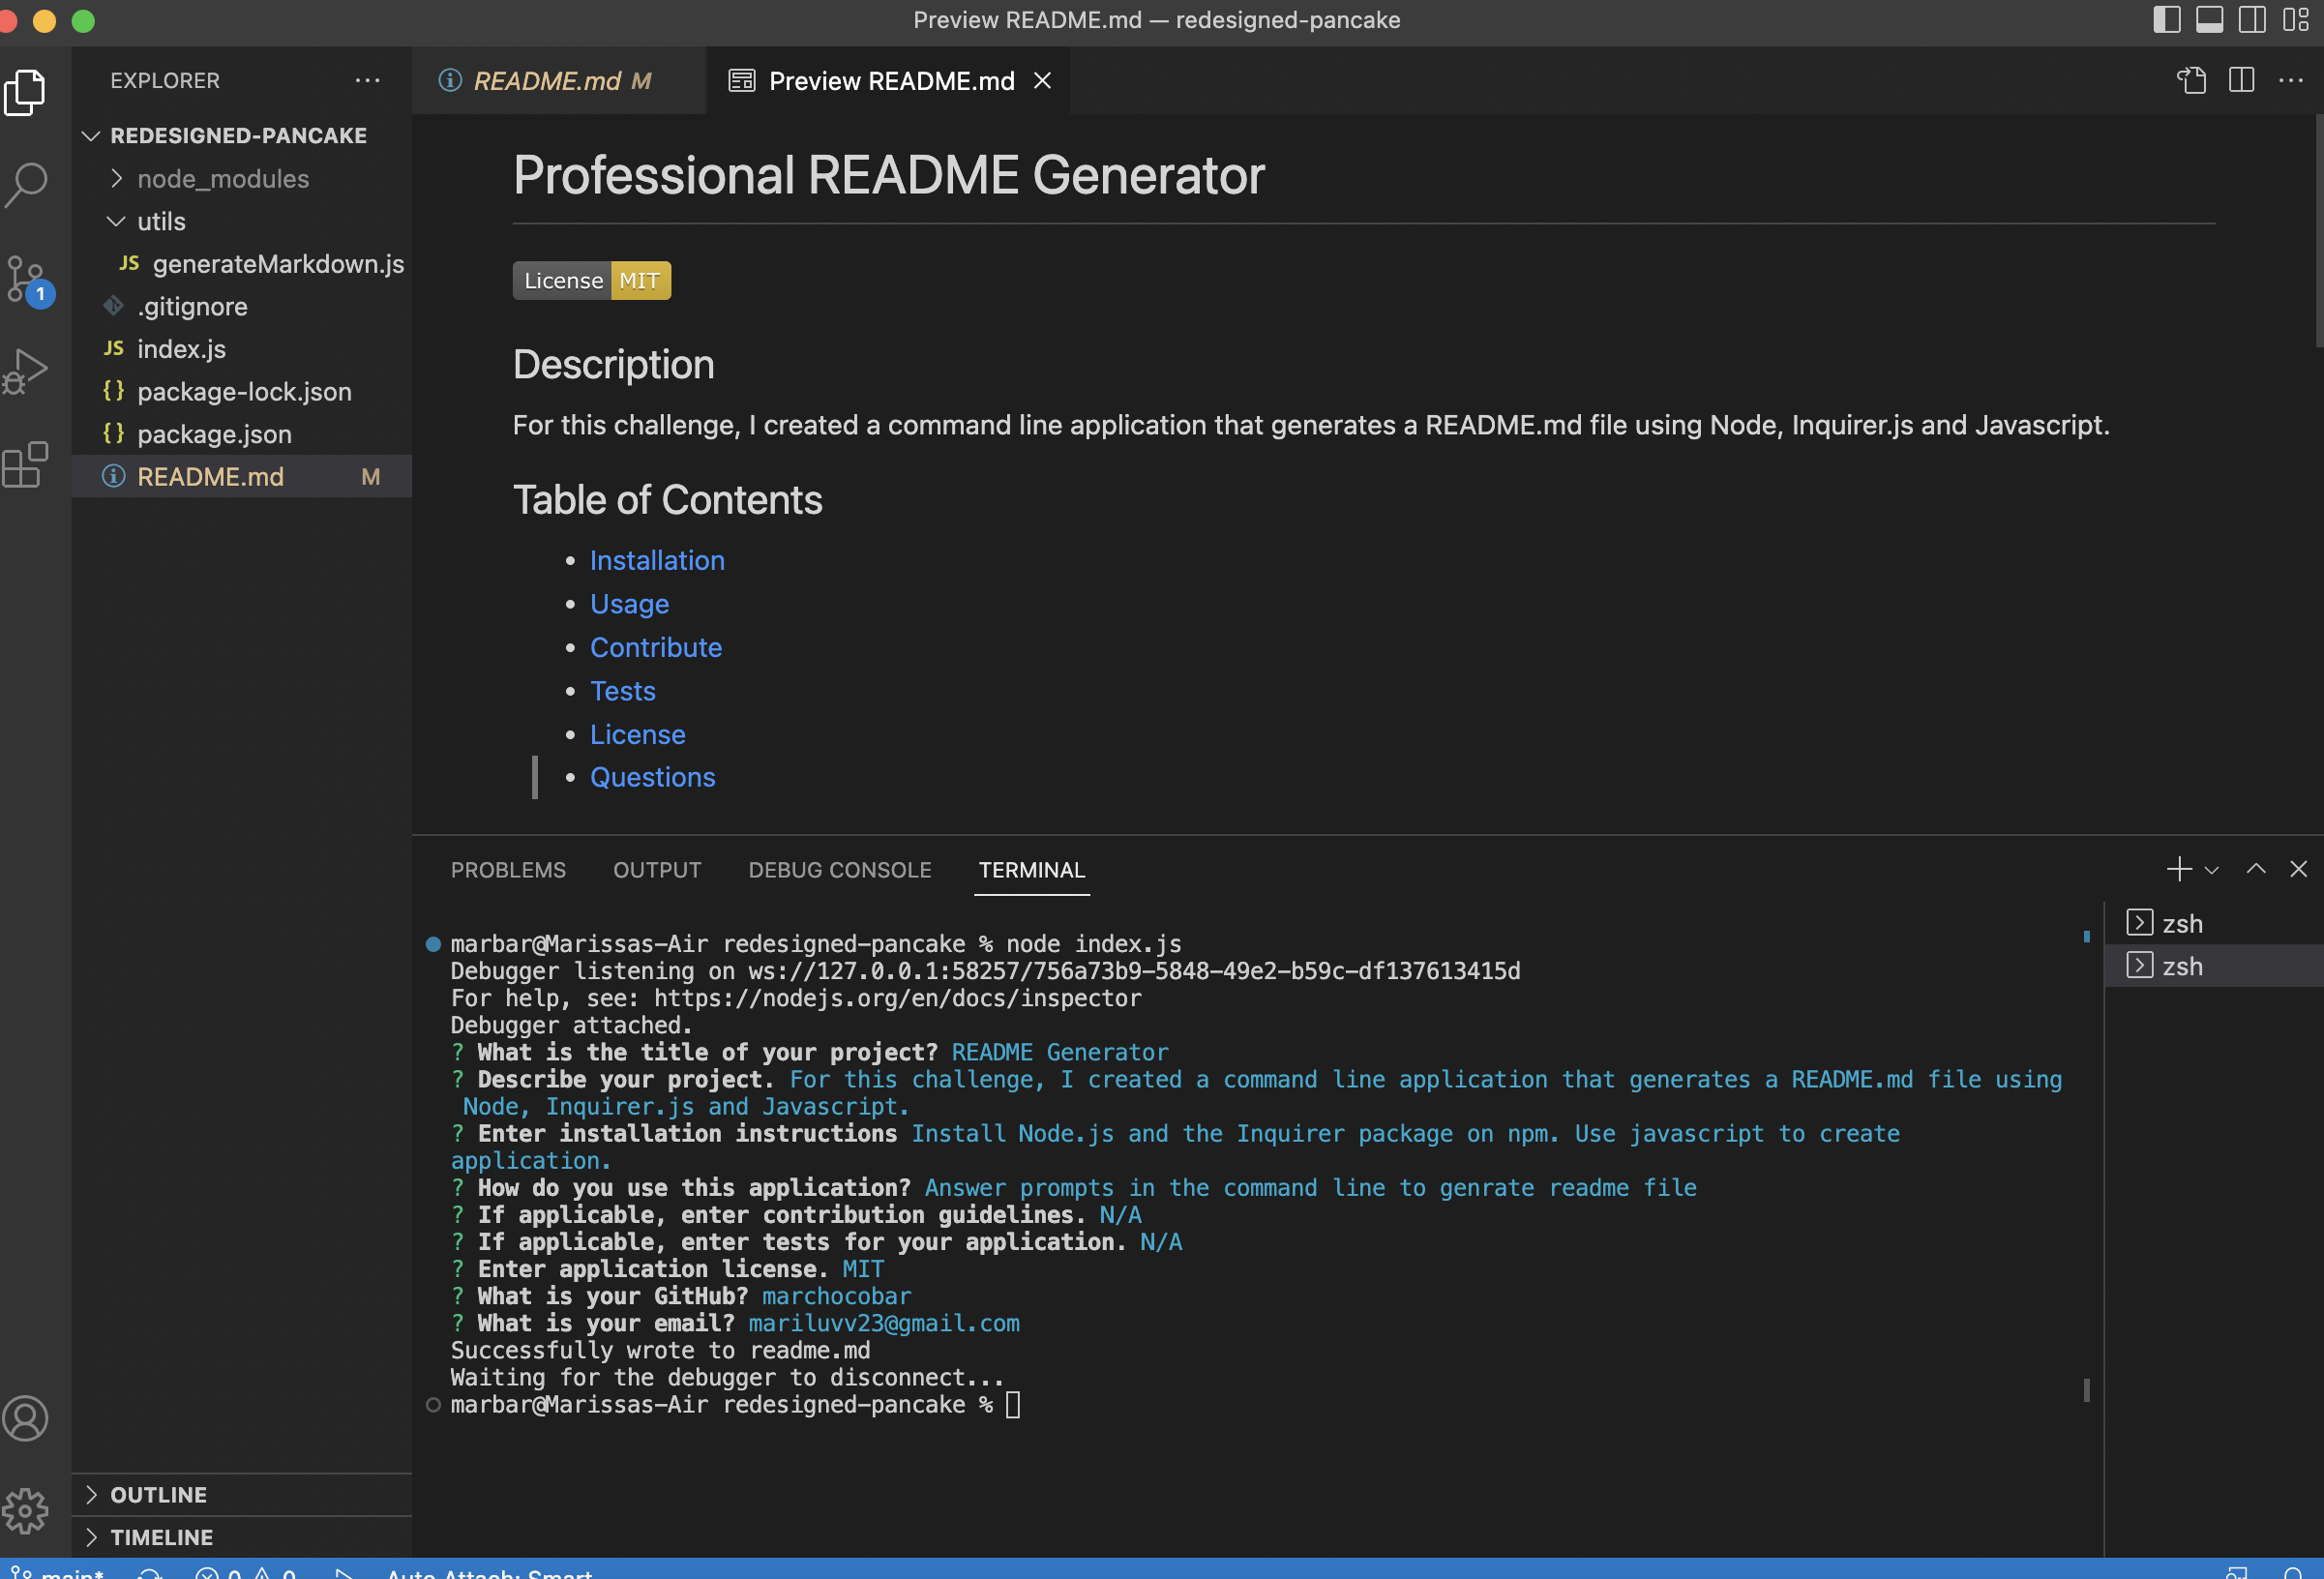 Preview README.md — redesigned-pancake
EXPLORER
README.md M
Preview README.md
REDESIGNED-PANCAKE
node_modules
utils
JS generateMarkdown.js
.gitignore
JS index.js
{} package-lock.json
{} package.json
README.md M
1
Professional README Generator
License MIT
Description
For this challenge, I created a command line application that generates a README.md file using Node, Inquirer.js and Javascript.
Table of Contents
• Installation
• Usage
• Contribute
• Tests
• License
• Questions
PROBLEMS OUTPUT DEBUG CONSOLE TERMINAL
zsh
zsh
marbar@Marissas-Air redesigned-pancake % node index.js
Debugger listening on ws://127.0.0.1:58257/756a73b9-5848-49e2-b59c-df137613415d
For help, see: https://nodejs.org/en/docs/inspector
Debugger attached.
? What is the title of your project? README Generator
? Describe your project. For this challenge, I created a command line application that generates a README.md file using
Node, Inquirer.js and Javascript.
? Enter installation instructions Install Node.js and the Inquirer package on npm. Use javascript to create
application.
? How do you use this application? Answer prompts in the command line to genrate readme file
? If applicable, enter contribution guidelines. N/A
? If applicable, enter tests for your application. N/A
? Enter application license. MIT
? What is your GitHub? marchocobar
? What is your email? mariluvv23@gmail.com
Successfully wrote to readme.md
Waiting for the debugger to disconnect...
marbar@Marissas-Air redesigned-pancake %
OUTLINE
TIMELINE
main* 0 0 Auto Attach: Smart